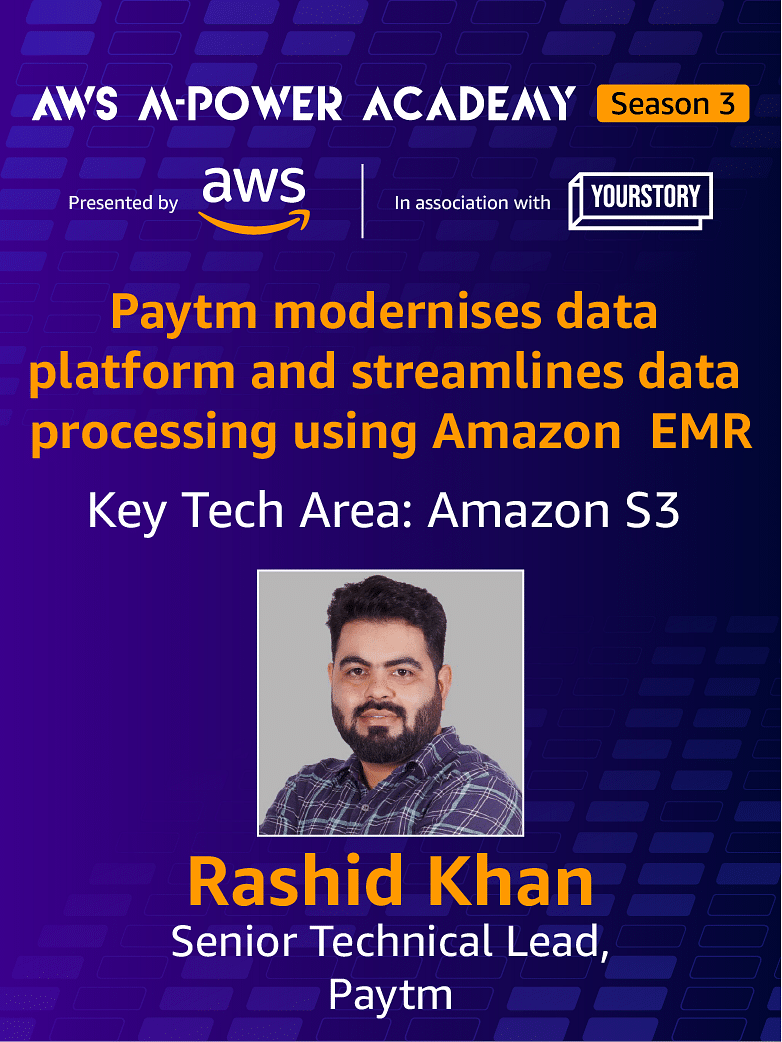 AWS M-POWER ACADEMY Season 3
Presented by aws In association with YOURSTORY
Paytm modernises data
platform and streamlines data
processing using Amazon EMR
Key Tech Area: Amazon S3
Rashid Khan
Senior Technical Lead,
Paytm